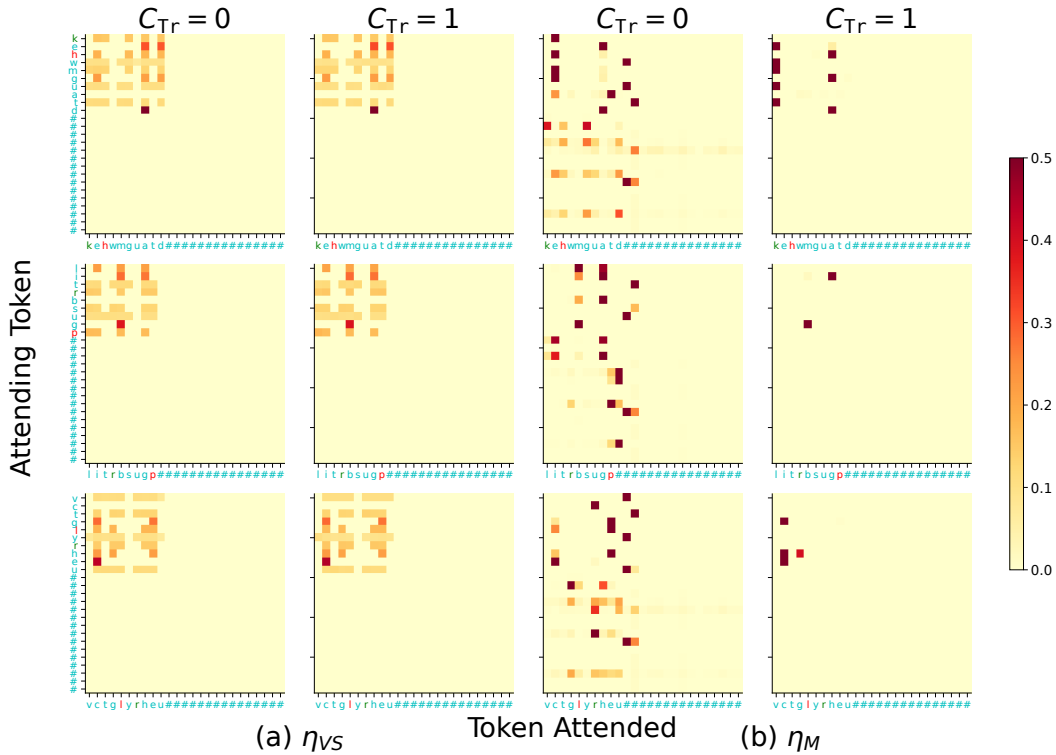 C_Tr = 0
C_Tr = 1
C_Tr = 0
C_Tr = 1
Attending Token
k e h w m g u a t d # # # # # # # # # # # # # # #
k e h w m g u a t d # # # # # # # # # # # # # # #
k e h w m g u a t d # # # # # # # # # # # # # # #
k e h w m g u a t d # # # # # # # # # # # # # # #
k e h w m g u a t d # # # # # # # # # # # # # # #
l i t r b s u g p # # # # # # # # # # # # # # # #
l i t r b s u g p # # # # # # # # # # # # # # # #
l i t r b s u g p # # # # # # # # # # # # # # # #
l i t r b s u g p # # # # # # # # # # # # # # # #
l i t r b s u g p # # # # # # # # # # # # # # # #
v c t g l y r h e u # # # # # # # # # # # # # # #
v c t g l y r h e u # # # # # # # # # # # # # # #
v c t g l y r h e u # # # # # # # # # # # # # # #
v c t g l y r h e u # # # # # # # # # # # # # # #
v c t g l y r h e u # # # # # # # # # # # # # # #
0.5
0.4
0.3
0.2
0.1
0.0
Token Attended
(a) η_VS
(b) η_M